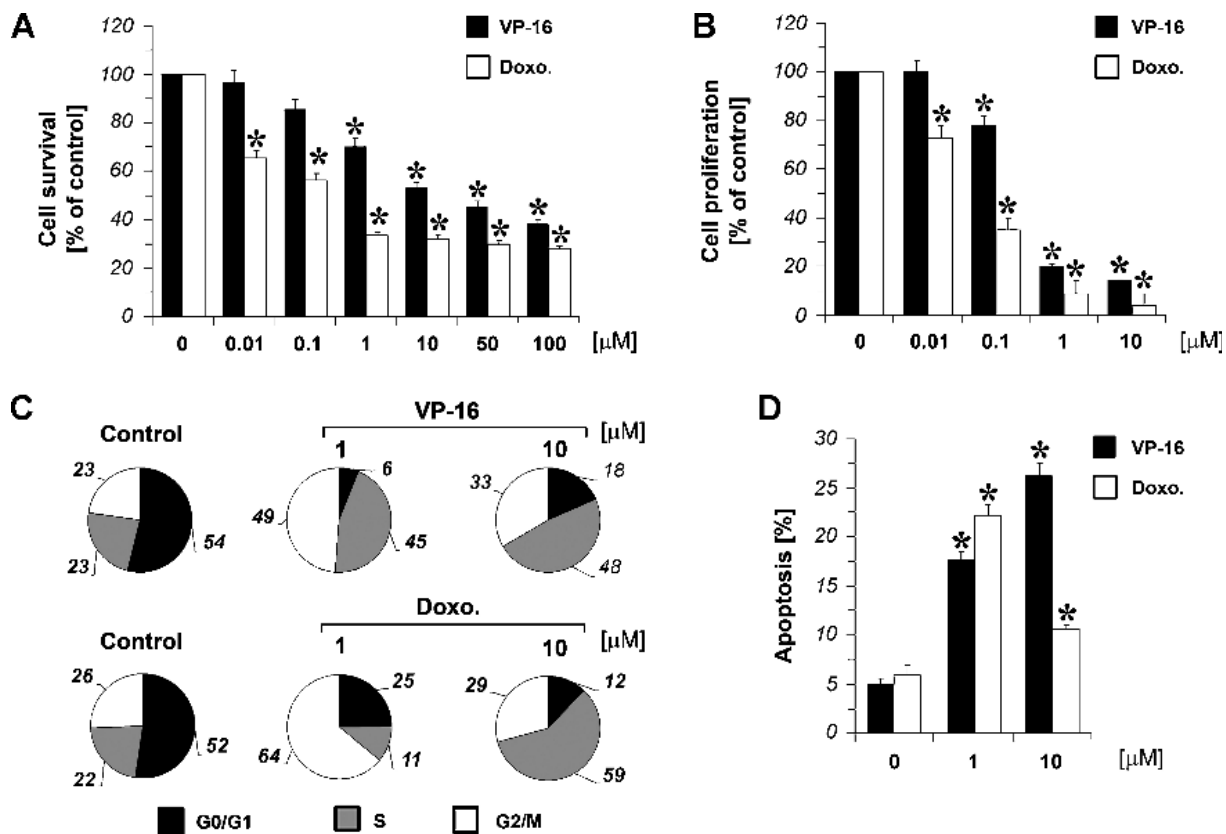 A
Cell survival
[% of control]
120
100
80
60
40
20
0
VP-16
Doxo.
*
*
*
*
*
*
*
*
*
*
0 0.01 0.1 1 10 50 100 [µM]
B
Cell proliferation
[% of control]
120
100
80
60
40
20
0
VP-16
Doxo.
*
*
*
*
*
*
*
0 0.01 0.1 1 10 [µM]
C
Control
23
23
54
VP-16
[µM]
1
6
49
45
10
18
33
48
Control
26
22
52
Doxo.
[µM]
1
25
64
11
10
12
29
59
G0/G1 S G2/M
D
Apoptosis [%]
30
25
20
15
10
5
0
VP-16
Doxo.
*
*
*
*
0 1 10 [µM]